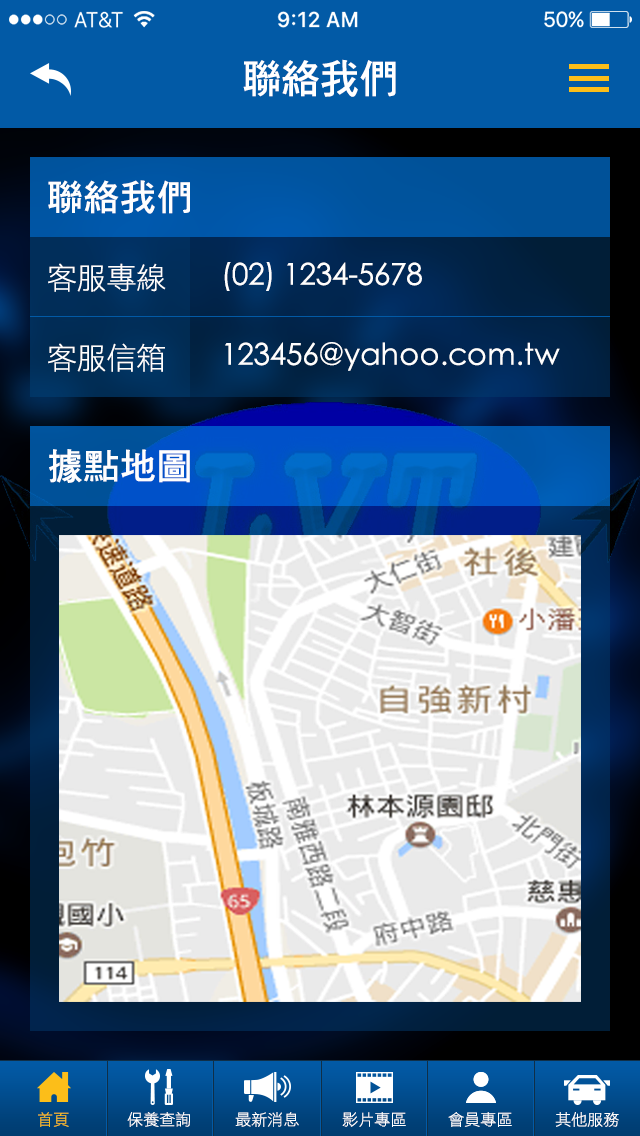 AT&T 9:12 AM 50%
聯絡我們
聯絡我們
客服專線 (02) 1234-5678
客服信箱 123456@yahoo.com.tw
據點地圖
LVT
速道路
大仁街
社後
建
大智街
小潘
自強新村
板城路
南雅西路二段
林本源園邸
北門街
竹
65
慈惠
國小
府中路
114
首頁 保養查詢 最新消息 影片專區 會員專區 其他服務